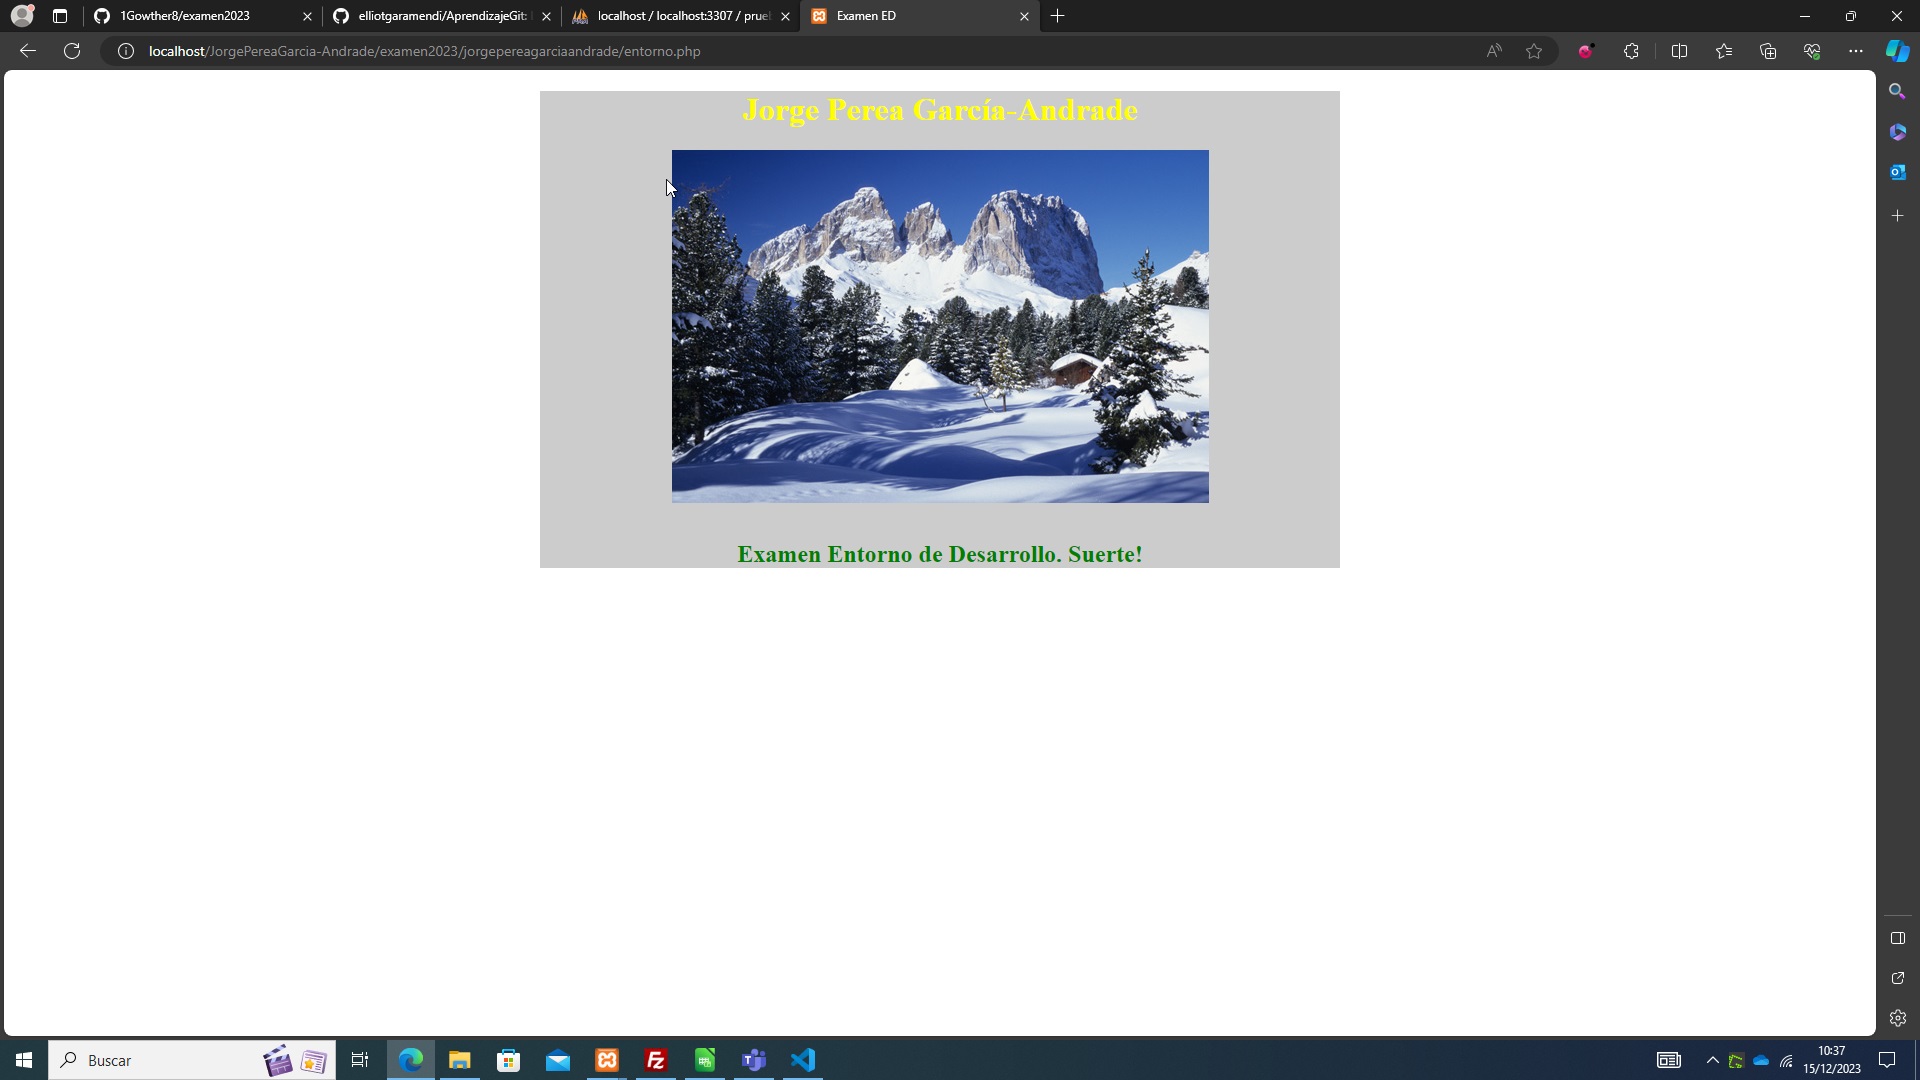 1Gowther8/examen2023
elliotgaramendi/AprendizajeGit:
localhost / localhost:3307 / prue
Examen ED
localhost/JorgePereaGarcia-Andrade/examen2023/jorgepereagarciaandrade/entorno.php
Jorge Perea García-Andrade
Examen Entorno de Desarrollo. Suerte!
Buscar
10:37
15/12/2023